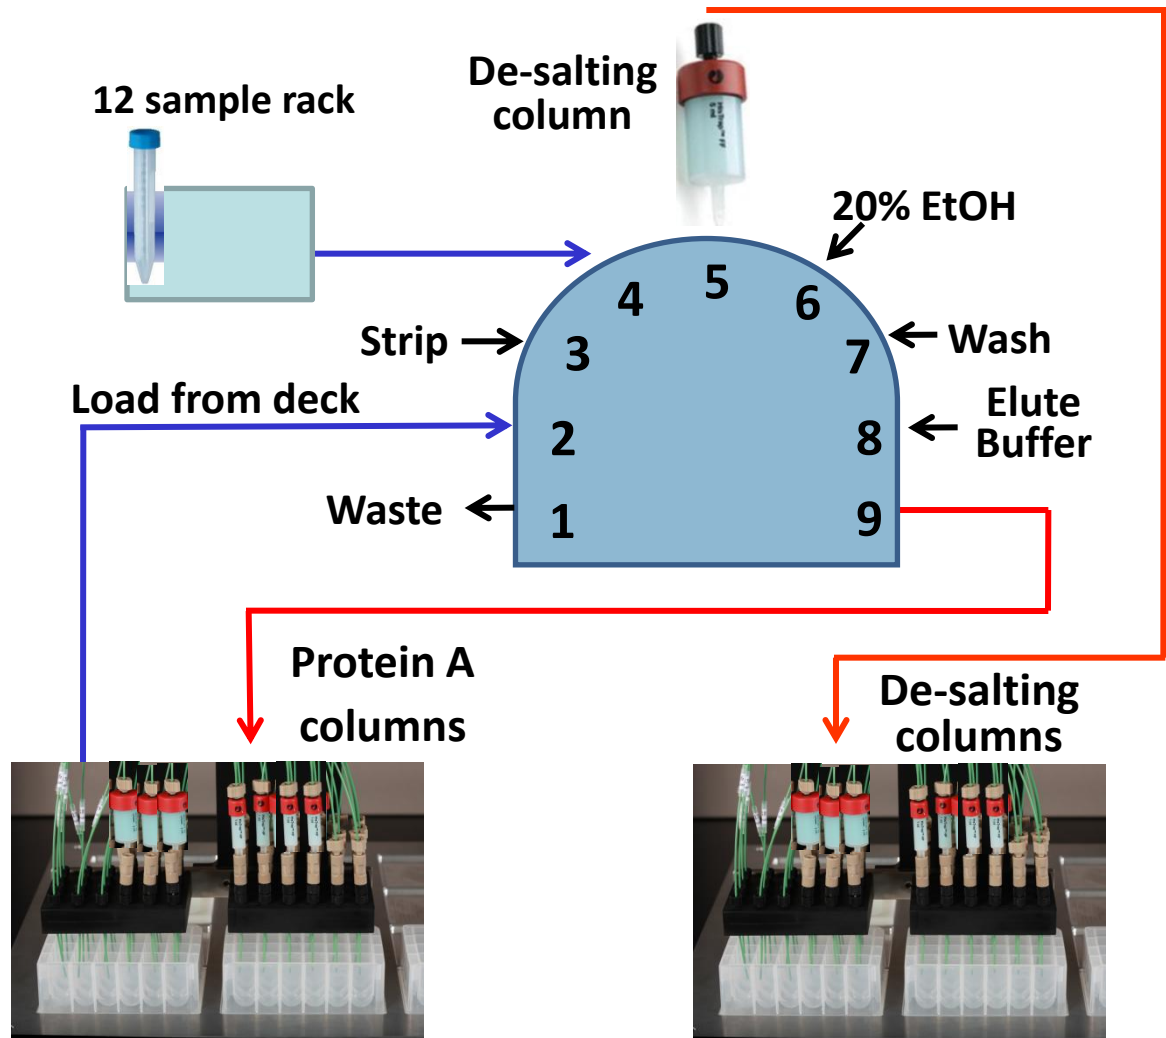 De-salting
column
12 sample rack
20% EtOH
5
4
6
Strip
3
7
Wash
Load from deck
2
8
Elute
Buffer
Waste
1
9
Protein A
columns
De-salting
columns